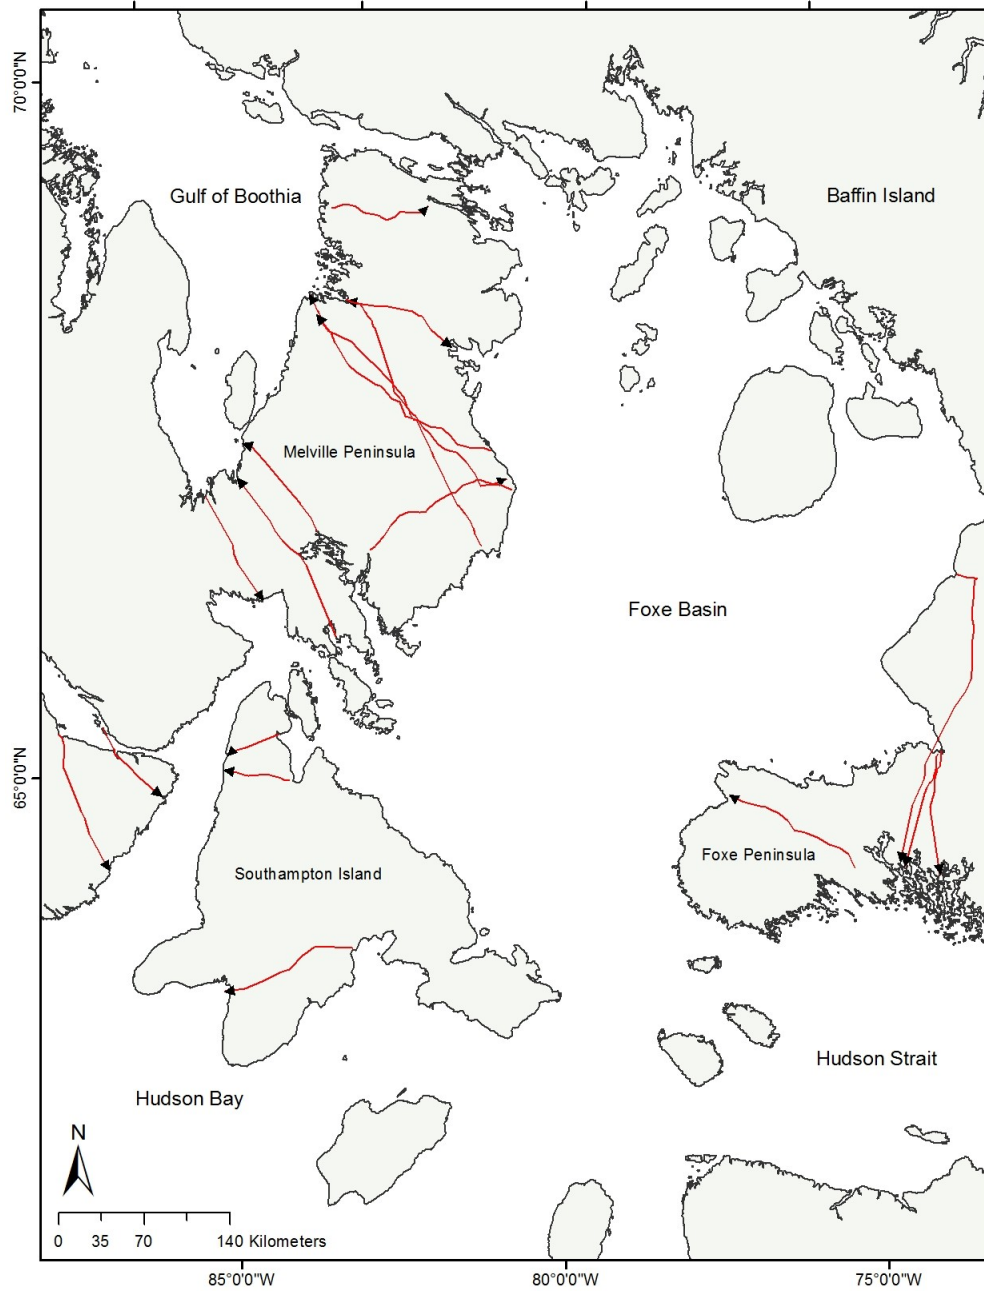 70°0'0"N
Gulf of Boothia
Baffin Island
Melville Peninsula
Foxe Basin
65°0'0"N
Foxe Peninsula
Southampton Island
Hudson Strait
Hudson Bay
N
0 35 70 140 Kilometers
85°0'0"W 80°0'0"W 75°0'0"W